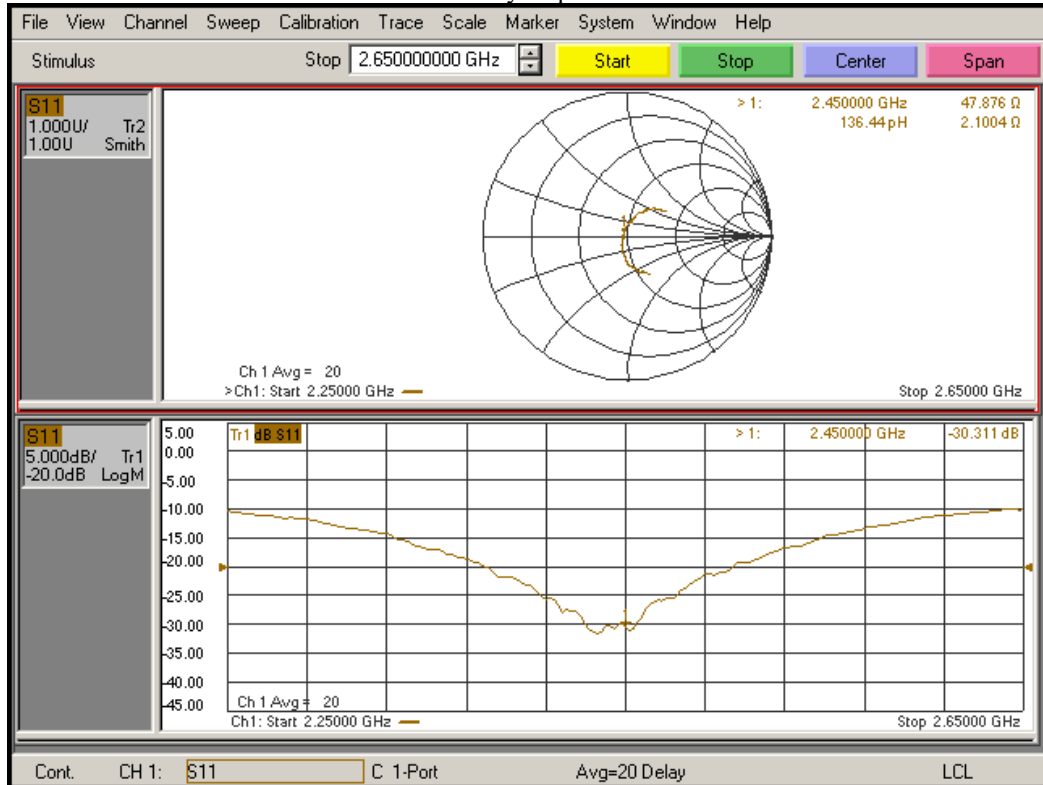 File View Channel Sweep Calibration Trace Scale Marker System Window Help
Stimulus Stop 2.650000000 GHz Start Stop Center Span
S11
1.000U/ Tr2
1.00U Smith
> 1: 2.450000 GHz 47.876 Ω
136.44 pH 2.1004 Ω
Ch 1 Avg = 20
>Ch1: Start 2.25000 GHz Stop 2.65000 GHz
S11
5.000dB/ Tr1
-20.0dB LogM
5.00
0.00
-5.00
-10.00
-15.00
-20.00
-25.00
-30.00
-35.00
-40.00
-45.00
Tr1 dB S11
> 1: 2.450000 GHz -30.311 dB
Ch 1 Avg = 20
Ch1: Start 2.25000 GHz Stop 2.65000 GHz
Cont. CH 1: S11 C 1-Port Avg=20 Delay LCL